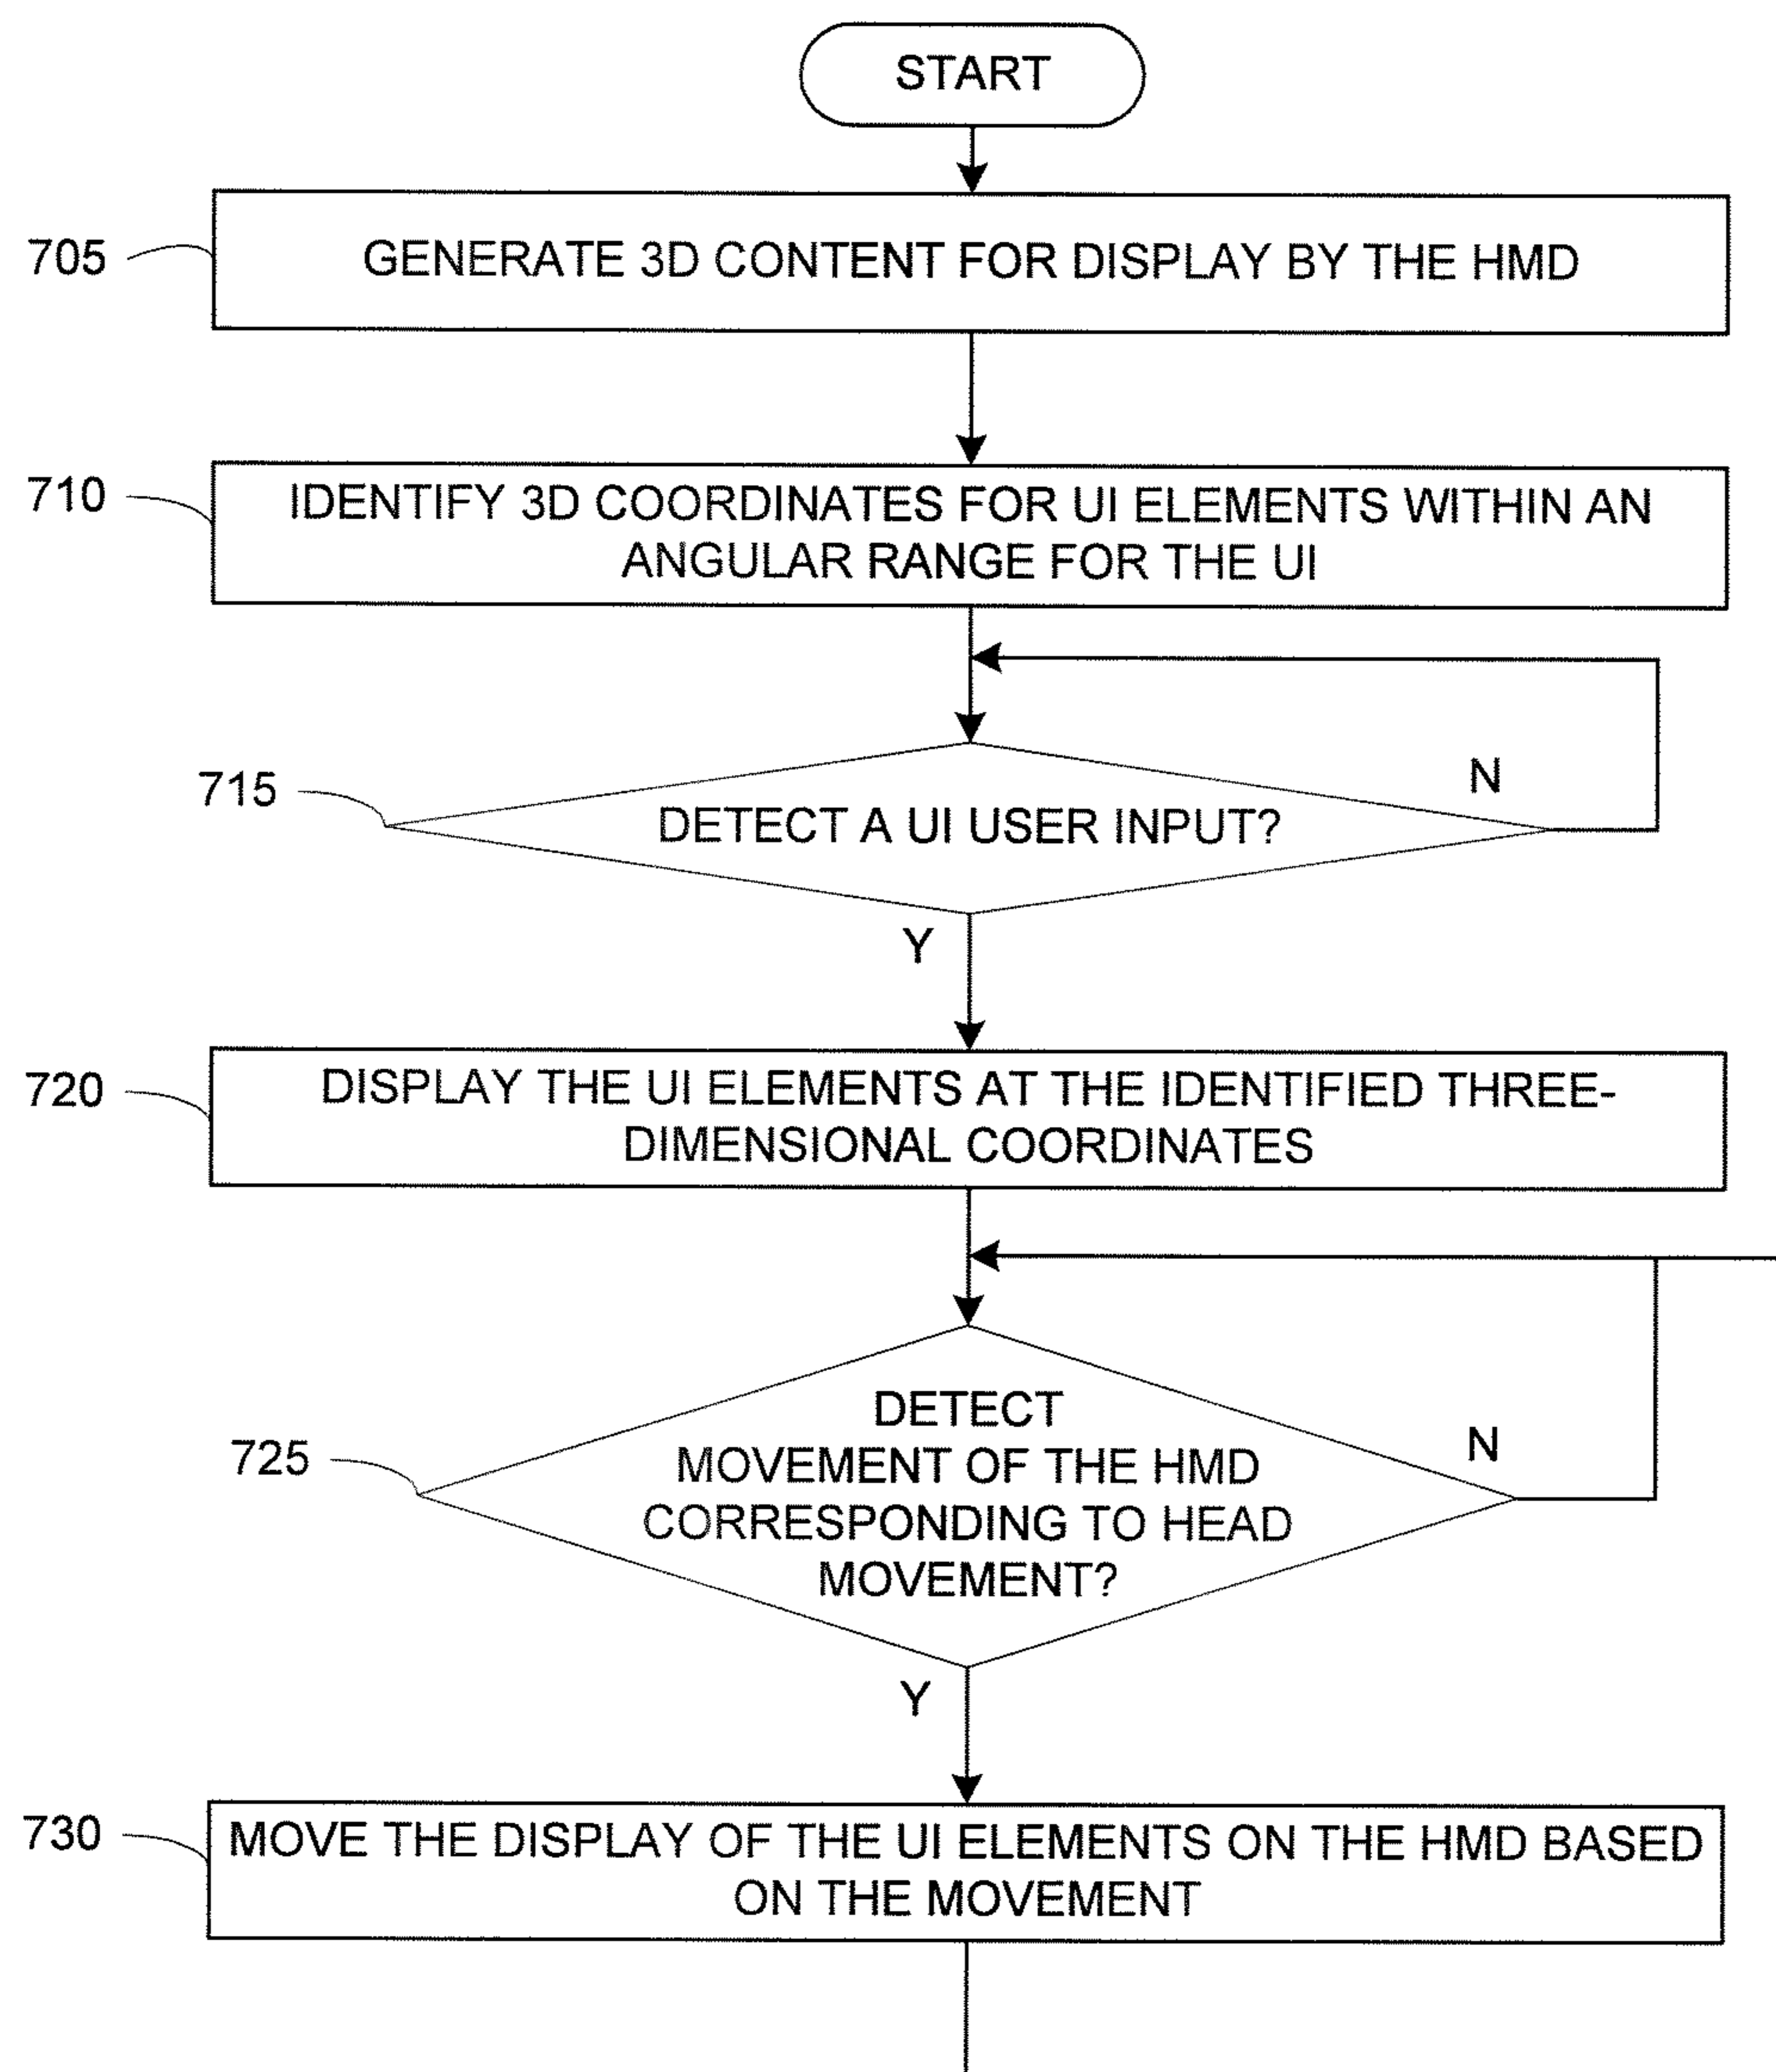 START
705
GENERATE 3D CONTENT FOR DISPLAY BY THE HMD
710
IDENTIFY 3D COORDINATES FOR UI ELEMENTS WITHIN AN
ANGULAR RANGE FOR THE UI
715
DETECT A UI USER INPUT?
N
Y
720
DISPLAY THE UI ELEMENTS AT THE IDENTIFIED THREE-
DIMENSIONAL COORDINATES
725
DETECT
MOVEMENT OF THE HMD
CORRESPONDING TO HEAD
MOVEMENT?
N
Y
730
MOVE THE DISPLAY OF THE UI ELEMENTS ON THE HMD BASED
ON THE MOVEMENT